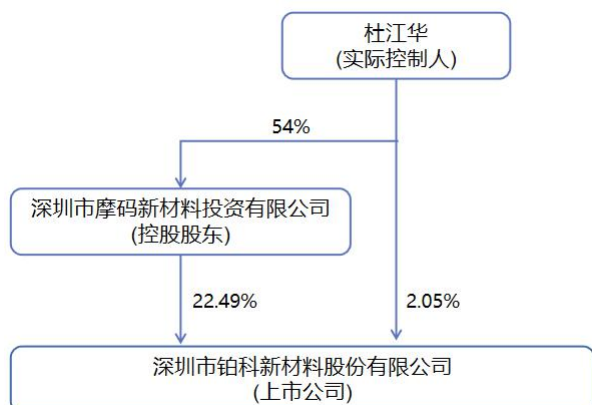 杜江华
(实际控制人)
54%
深圳市摩码新材料投资有限公司
(控股股东)
22.49%
2.05%
深圳市铂科新材料股份有限公司
(上市公司)